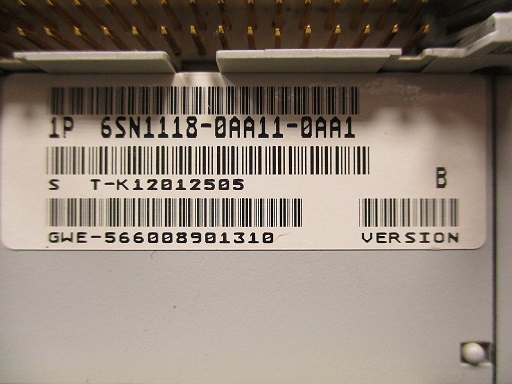 1P 6SN1118-0AA11-0AA1
S T-K12012505 B
GWE-566008901310 VERSION